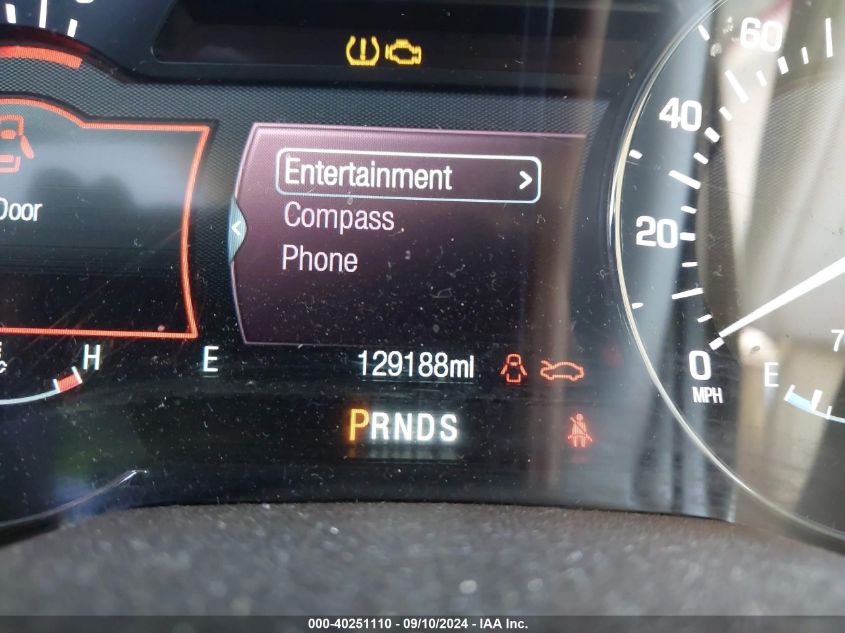 60
40
Entertainment >
Door
Compass
20
Phone
H
E
129188mi
0
E
MPH
PRNDS
000-40251110 - 09/10/2024 - IAA Inc.